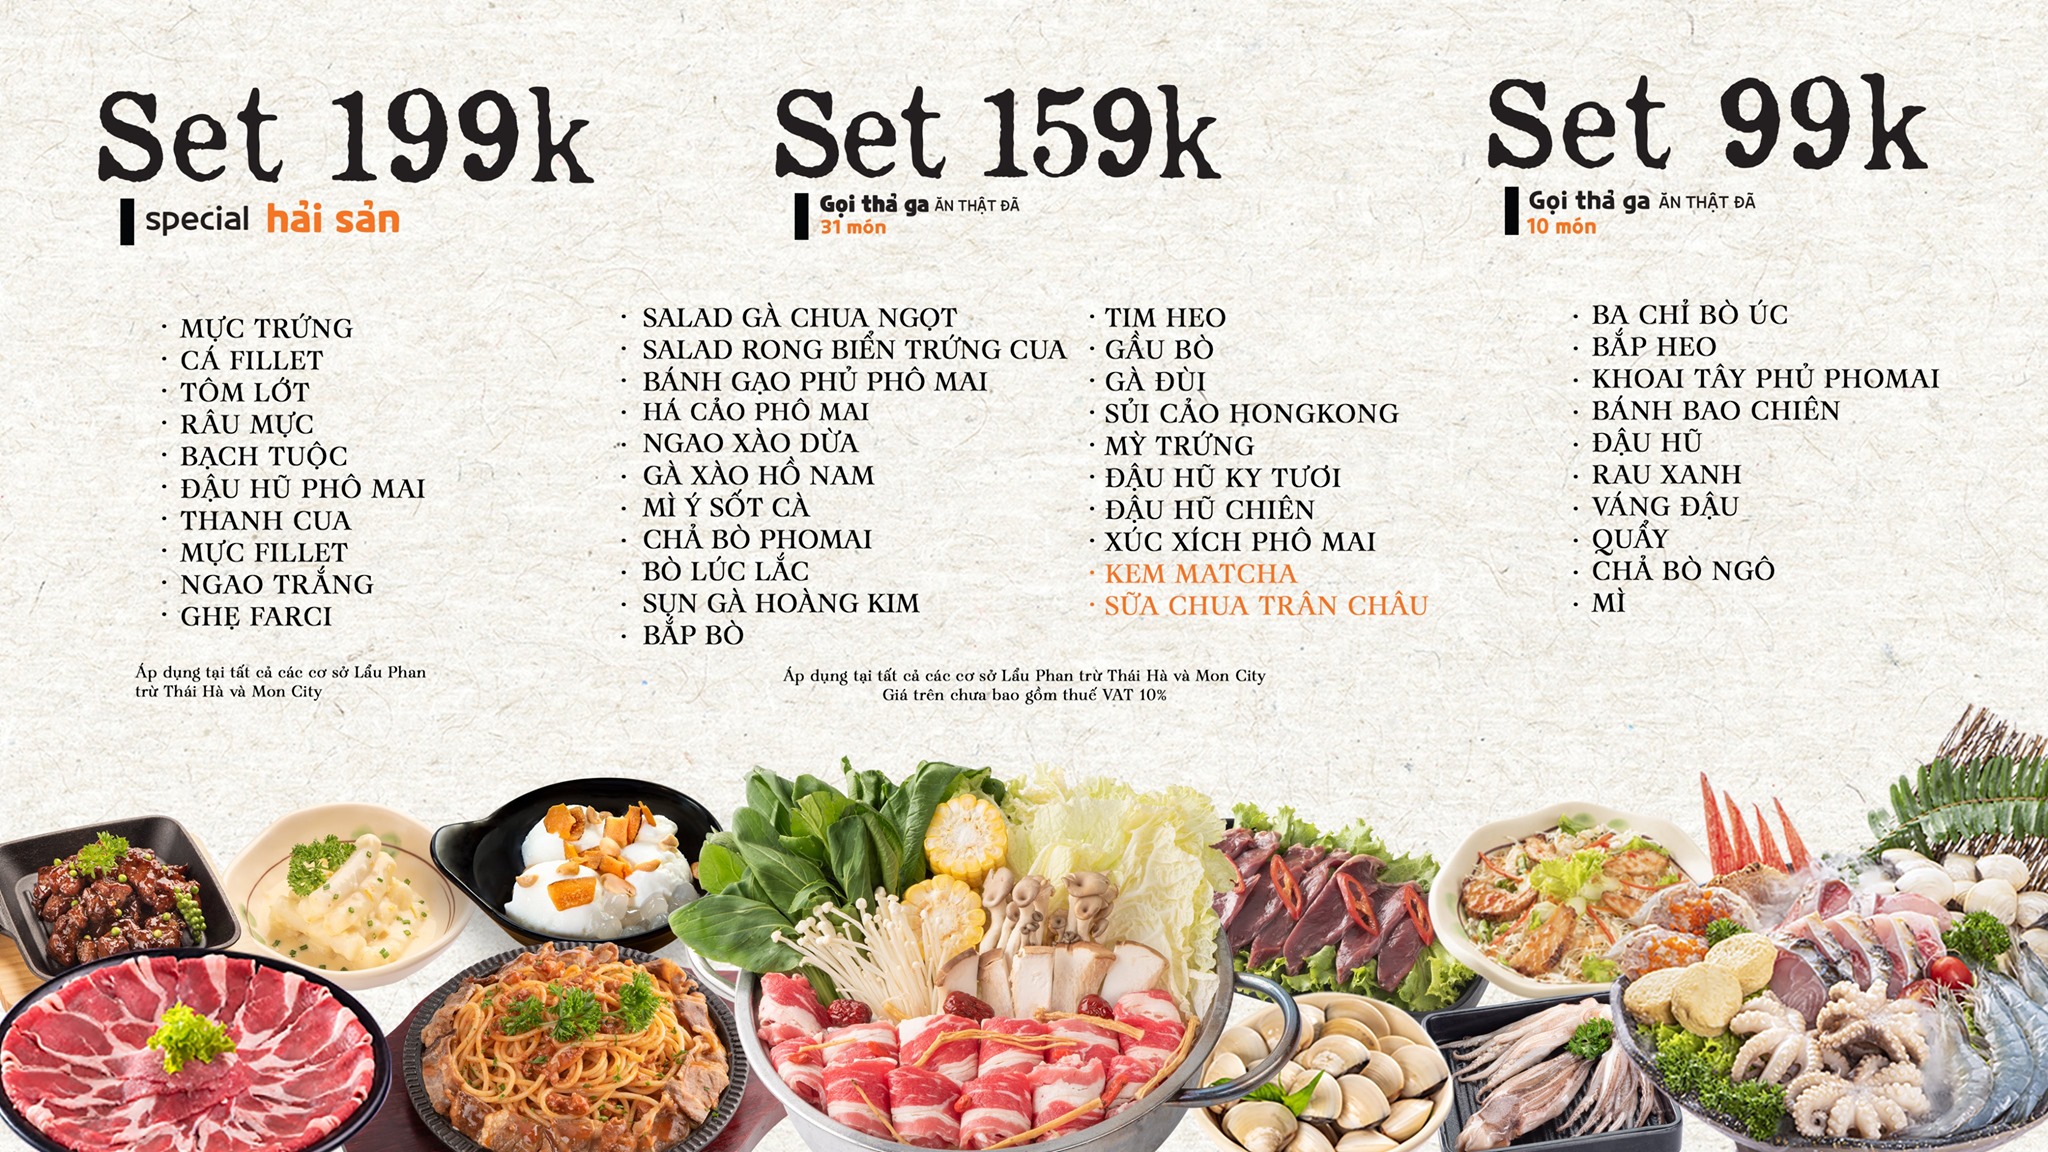 Set 199k
special hải sản
· MỰC TRỨNG
· CÁ FILLET
· TÔM LỚT
· RÂU MỰC
· BẠCH TUỘC
· ĐẬU HŨ PHÔ MAI
· THANH CUA
· MỰC FILLET
· NGAO TRẮNG
· GHẸ FARCI
Áp dụng tại tất cả các cơ sở Lẩu Phan
trừ Thái Hà và Mon City
Set 159k
Gọi thả ga ĂN THẬT ĐÃ
31 món
· SALAD GÀ CHUA NGỌT
· SALAD RONG BIỂN TRỨNG CUA
· BÁNH GẠO PHỦ PHÔ MAI
· HÁ CẢO PHÔ MAI
· NGAO XÀO DỪA
· GÀ XÀO HỒ NAM
· MÌ Ý SỐT CÀ
· CHẢ BÒ PHOMAI
· BÒ LÚC LẮC
· SỤN GÀ HOÀNG KIM
· BẮP BÒ
· TIM HEO
· GẦU BÒ
· GÀ ĐÙI
· SỦI CẢO HONGKONG
· MỲ TRỨNG
· ĐẬU HŨ KY TƯƠI
· ĐẬU HŨ CHIÊN
· XÚC XÍCH PHÔ MAI
· KEM MATCHA
· SỮA CHUA TRÂN CHÂU
Áp dụng tại tất cả các cơ sở Lẩu Phan trừ Thái Hà và Mon City
Giá trên chưa bao gồm thuế VAT 10%
Set 99k
Gọi thả ga ĂN THẬT ĐÃ
10 món
· BA CHỈ BÒ ÚC
· BẮP HEO
· KHOAI TÂY PHỦ PHOMAI
· BÁNH BAO CHIÊN
· ĐẬU HŨ
· RAU XANH
· VÁNG ĐẬU
· QUẨY
· CHẢ BÒ NGÔ
· MÌ